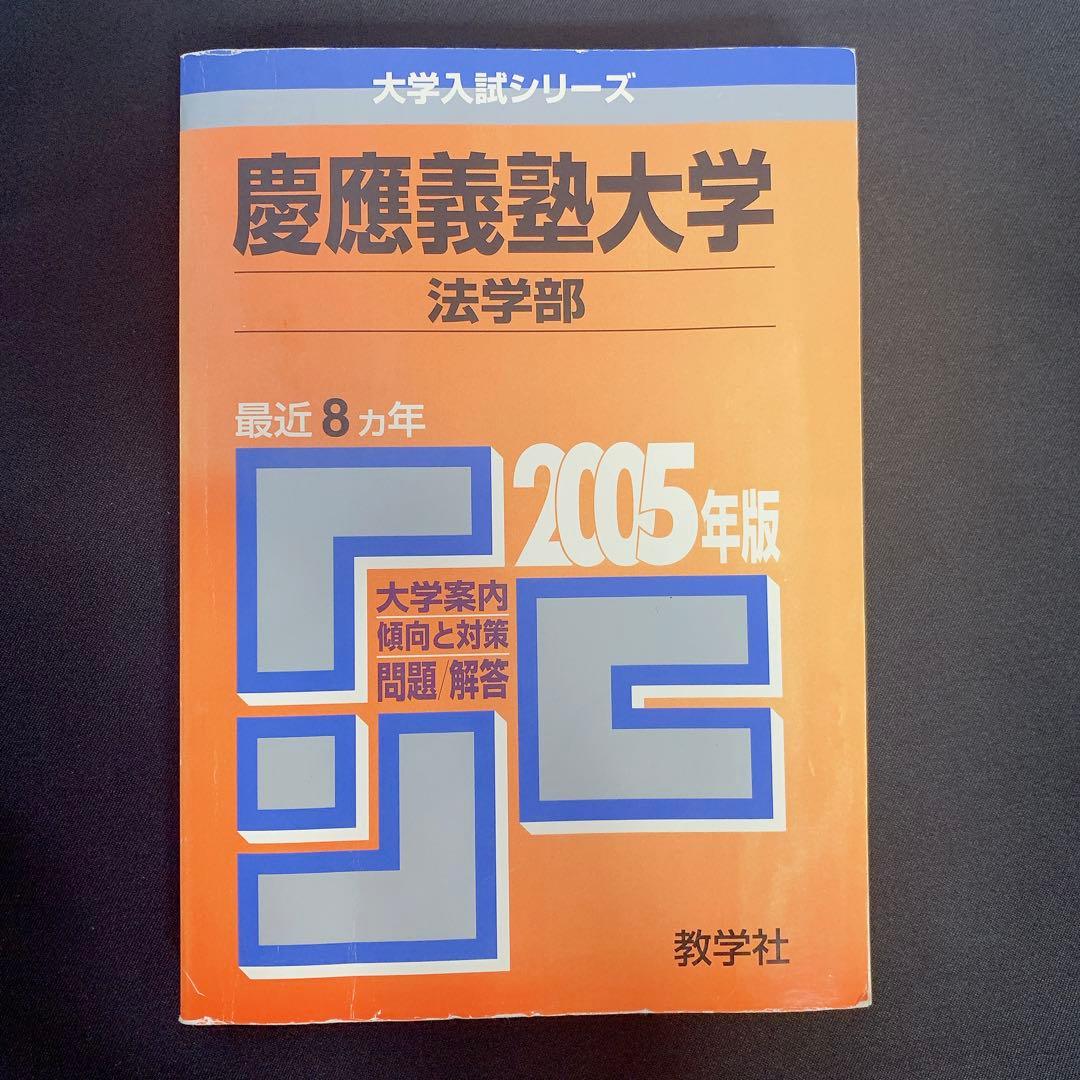 大学入試シリーズ
慶應義塾大学
法学部
最近8カ年
2005年版
大学案内
傾向と対策
問題/解答
教学社